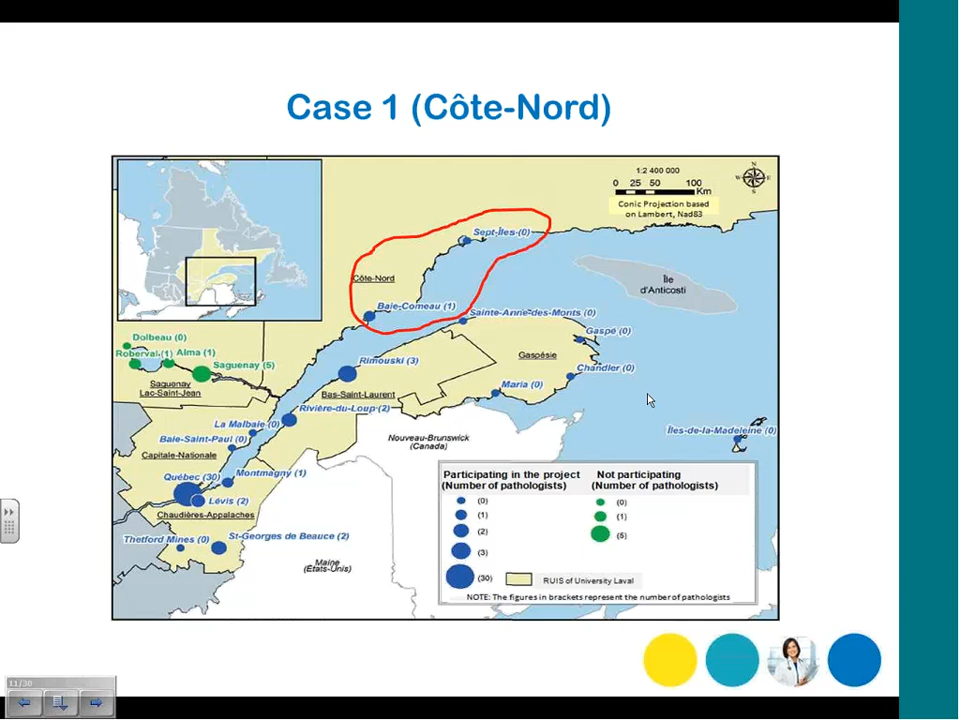 Case 1 (Côte-Nord)
1:2 400 000
0 25 50 100
Km
Conic Projection based
on Lambert, Nad83
N
W E
S
Sept-Îles (0)
Côte-Nord
Île
d'Anticosti
Baie-Comeau (1)
Sainte-Anne-des-Monts (0)
Gaspé (0)
Dolbeau (0)
Roberval (1) Alma (1)
Saguenay (5)
Rimouski (3)
Gaspésie
Chandler (0)
Saguenay
Lac-Saint-Jean
Bas-Saint-Laurent
Maria (0)
Rivière-du-Loup (2)
La Malbaie (0)
Baie-Saint-Paul (0)
Îles-de-la-Madeleine (0)
Nouveau-Brunswick
(Canada)
Capitale-Nationale
Québec (30)
Montmagny (1)
Lévis (2)
Chaudières-Appalaches
Thetford Mines (0)
St-Georges de Beauce (2)
Maine
(États-Unis)
Participating in the project
(Number of pathologists)
Not participating
(Number of pathologists)
(0) (0)
(1) (1)
(2) (5)
(3)
(30)
RUIS of University Laval
NOTE: The figures in brackets represent the number of pathologists
11/30